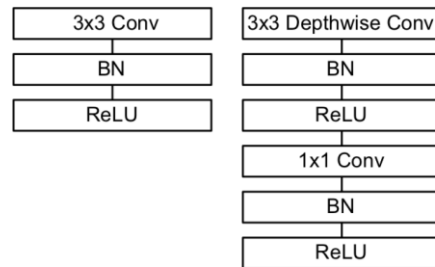 3x3 Conv
BN
ReLU
3x3 Depthwise Conv
BN
ReLU
1x1 Conv
BN
ReLU